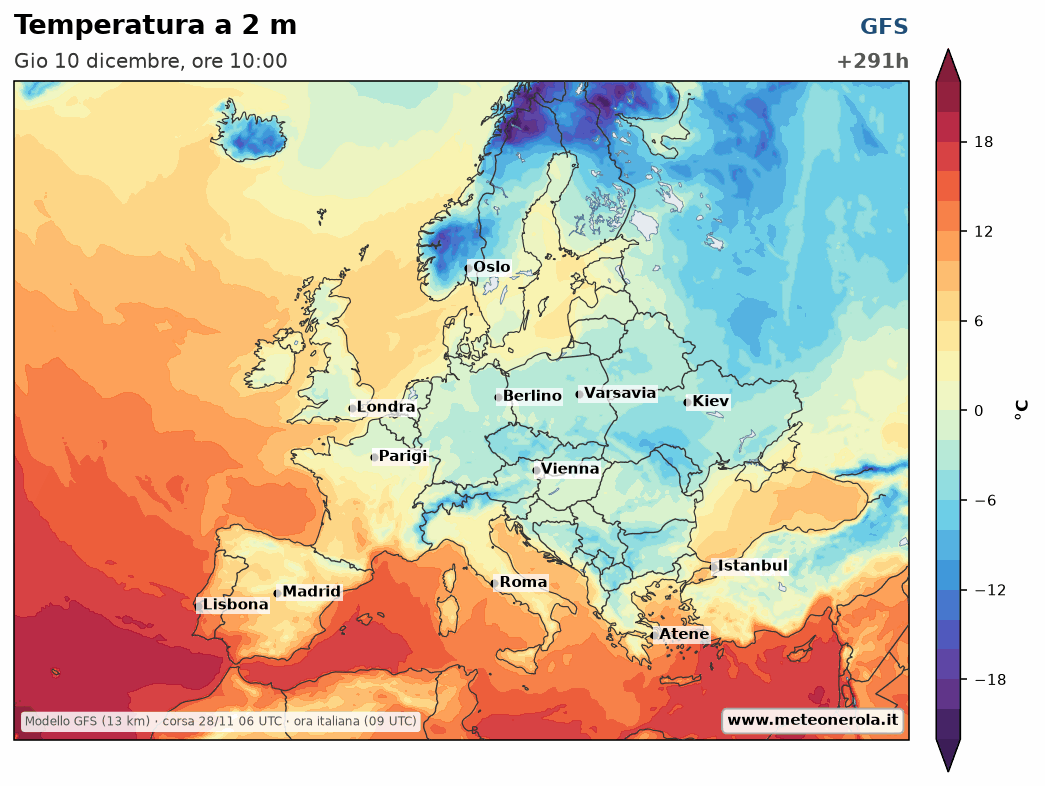 Temperatura a 2 m
GFS
Gio 10 dicembre, ore 10:00
+291h
Oslo
Londra
Berlino
Varsavia
Kiev
Parigi
Vienna
Istanbul
Roma
Madrid
Lisbona
Atene
18
12
6
0
−6
−12
−18
°C
Modello GFS (13 km) · corsa 28/11 06 UTC · ora italiana (09 UTC)
www.meteonerola.it